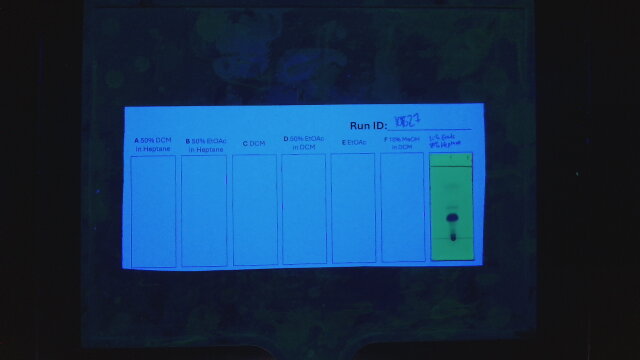 Run ID:
A 50% DCM in Heptane
B 50% EtOAc in Heptane
C DCM
D 50% EtOAc in DCM
E EtOAc
F 10% MeOH in DCM